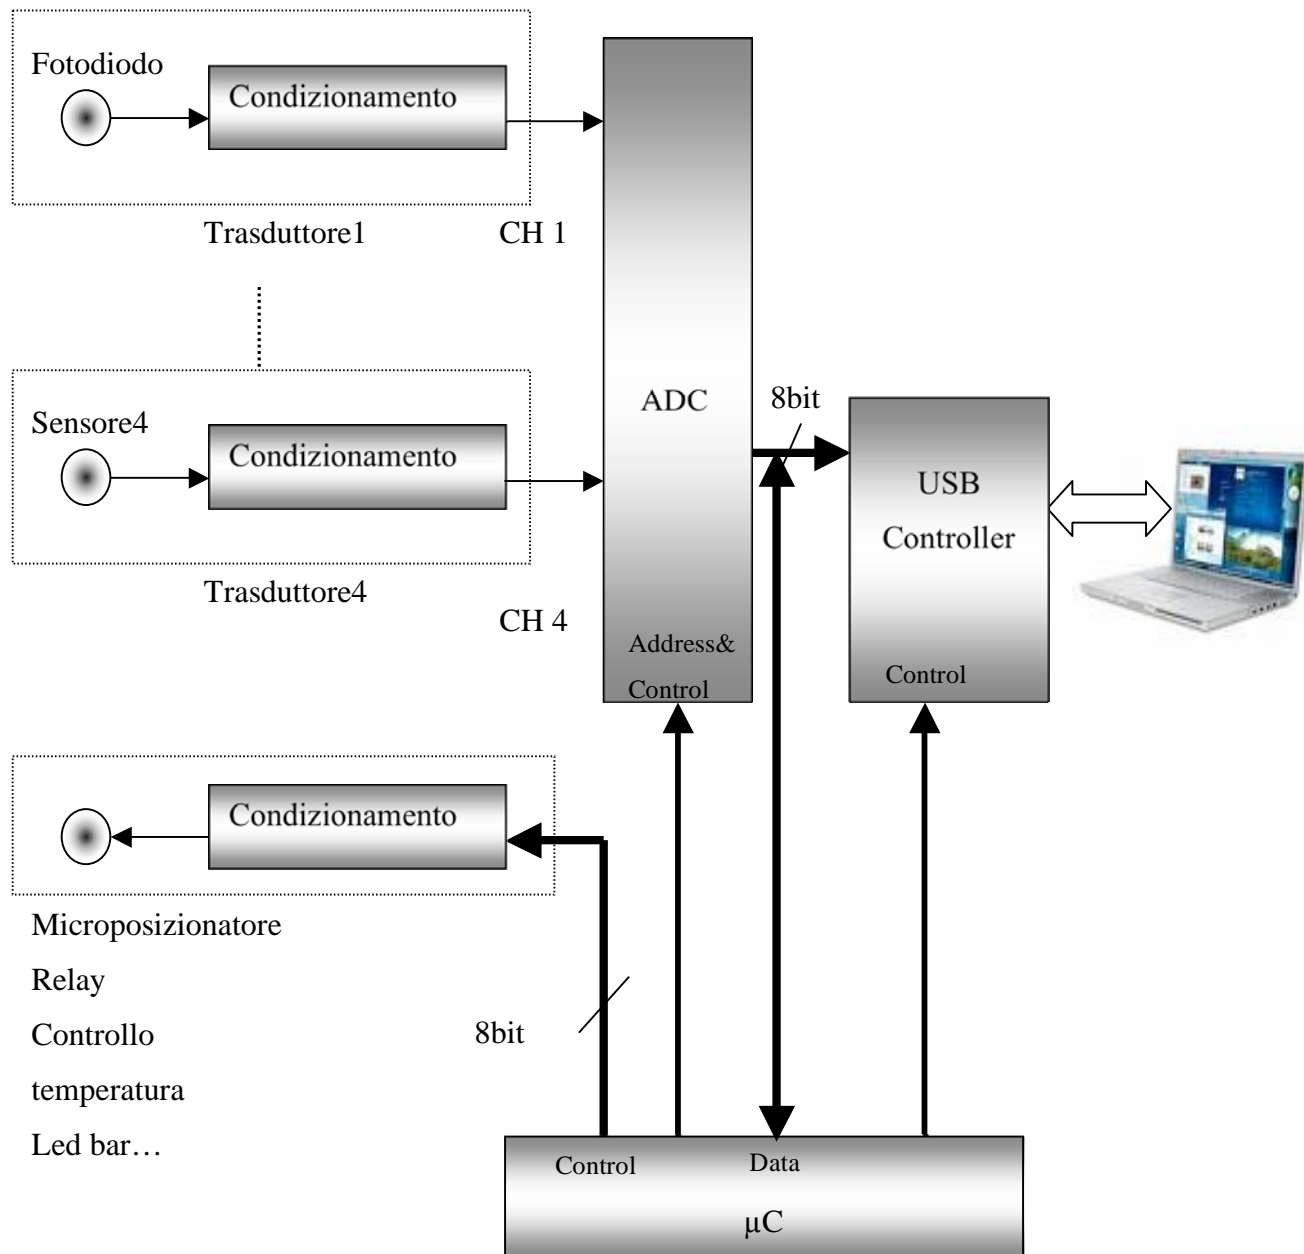 Fotodiodo
Condizionamento
Trasduttore1
CH 1
Sensore4
Condizionamento
Trasduttore4
CH 4
ADC
8bit
USB
Controller
Address&
Control
Control
Condizionamento
Microposizionatore
Relay
Controllo
temperatura
Led bar…
8bit
Control
Data
µC